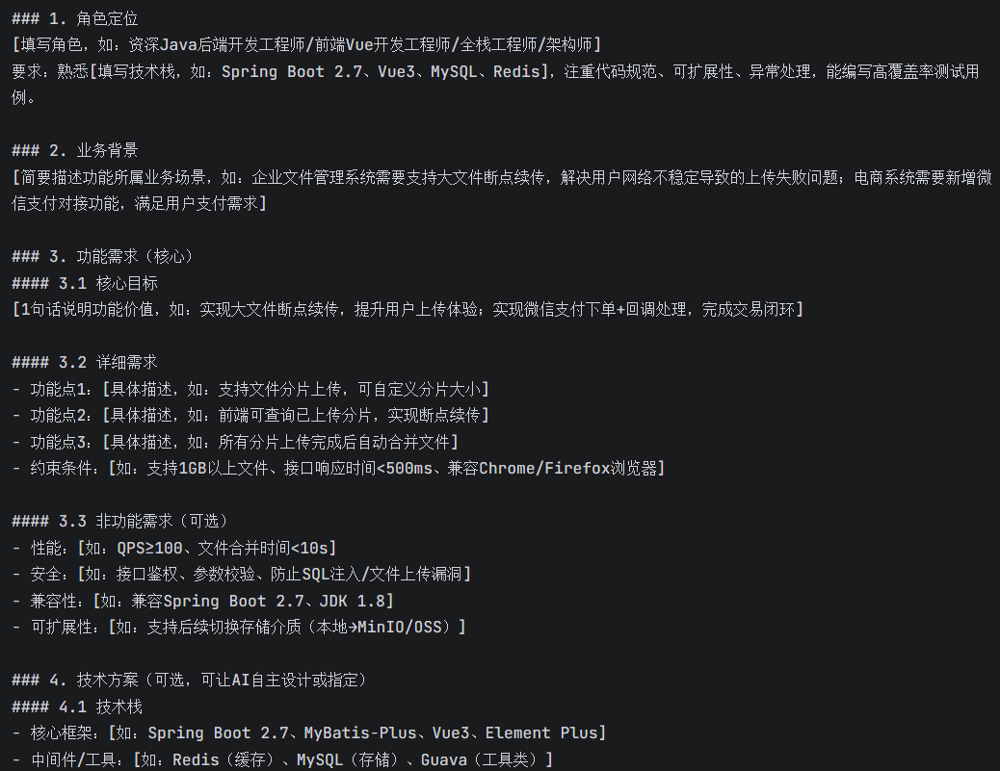 ### 1. 角色定位
[填写角色，如：资深Java后端开发工程师/前端Vue开发工程师/全栈工程师/架构师]
要求：熟悉[填写技术栈，如：Spring Boot 2.7、Vue3、MySQL、Redis]，注重代码规范、可扩展性、异常处理，能编写高覆盖率测试用
例。
### 2. 业务背景
[简要描述功能所属业务场景，如：企业文件管理系统需要支持大文件断点续传，解决用户网络不稳定导致的上传失败问题；电商系统需要新增微
信支付对接功能，满足用户支付需求]
### 3. 功能需求（核心）
#### 3.1 核心目标
[1句话说明功能价值，如：实现大文件断点续传，提升用户上传体验；实现微信支付下单+回调处理，完成交易闭环]
#### 3.2 详细需求
- 功能点1：[具体描述，如：支持文件分片上传，可自定义分片大小]
- 功能点2：[具体描述，如：前端可查询已上传分片，实现断点续传]
- 功能点3：[具体描述，如：所有分片上传完成后自动合并文件]
- 约束条件：[如：支持1GB以上文件、接口响应时间<500ms、兼容Chrome/Firefox浏览器]
#### 3.3 非功能需求（可选）
- 性能：[如：QPS≥100、文件合并时间<10s]
- 安全：[如：接口鉴权、参数校验、防止SQL注入/文件上传漏洞]
- 兼容性：[如：兼容Spring Boot 2.7、JDK 1.8]
- 可扩展性：[如：支持后续切换存储介质（本地→MinIO/OSS）]
### 4. 技术方案（可选，可让AI自主设计或指定）
#### 4.1 技术栈
- 核心框架：[如：Spring Boot 2.7、MyBatis-Plus、Vue3、Element Plus]
- 中间件/工具：[如：Redis（缓存）、MySQL（存储）、Guava（工具类）]